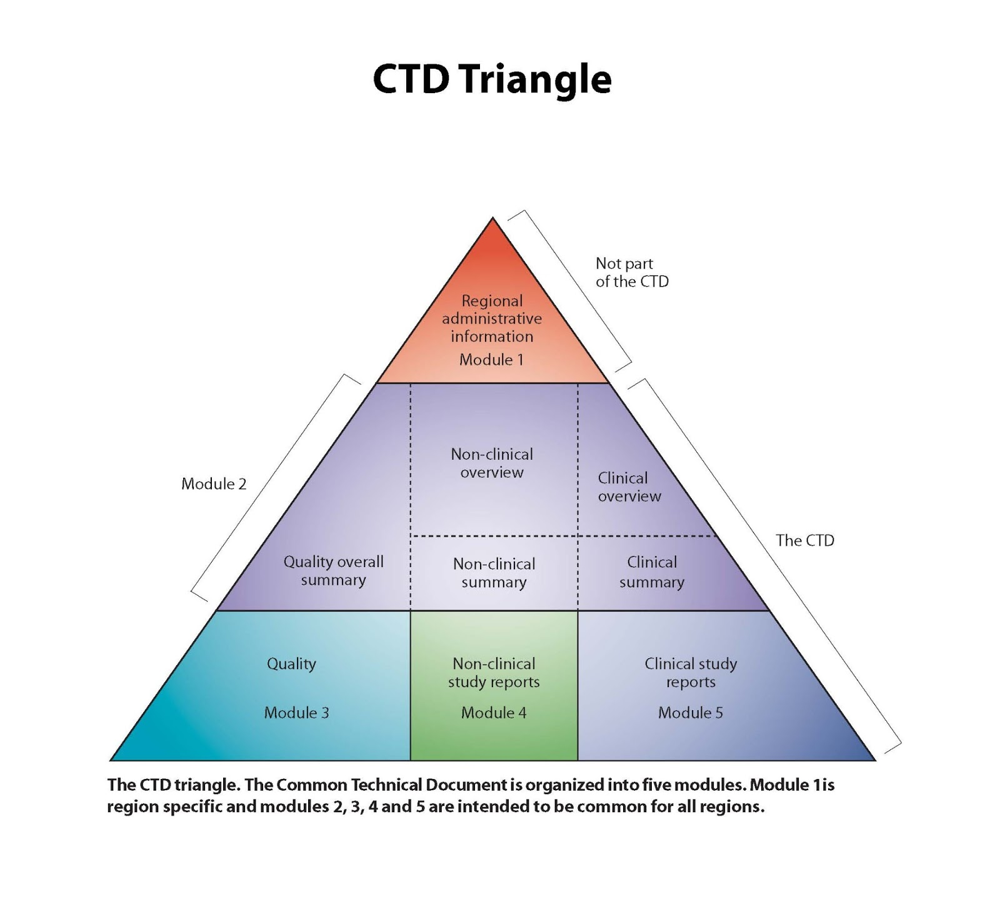 CTD Triangle
Not part
of the CTD
Regional
administrative
information
Module 1
Module 2
Non-clinical
overview
Clinical
overview
The CTD
Quality overall
summary
Non-clinical
summary
Clinical
summary
Quality
Module 3
Non-clinical
study reports
Module 4
Clinical study
reports
Module 5
The CTD triangle. The Common Technical Document is organized into five modules. Module 1is
region specific and modules 2, 3, 4 and 5 are intended to be common for all regions.